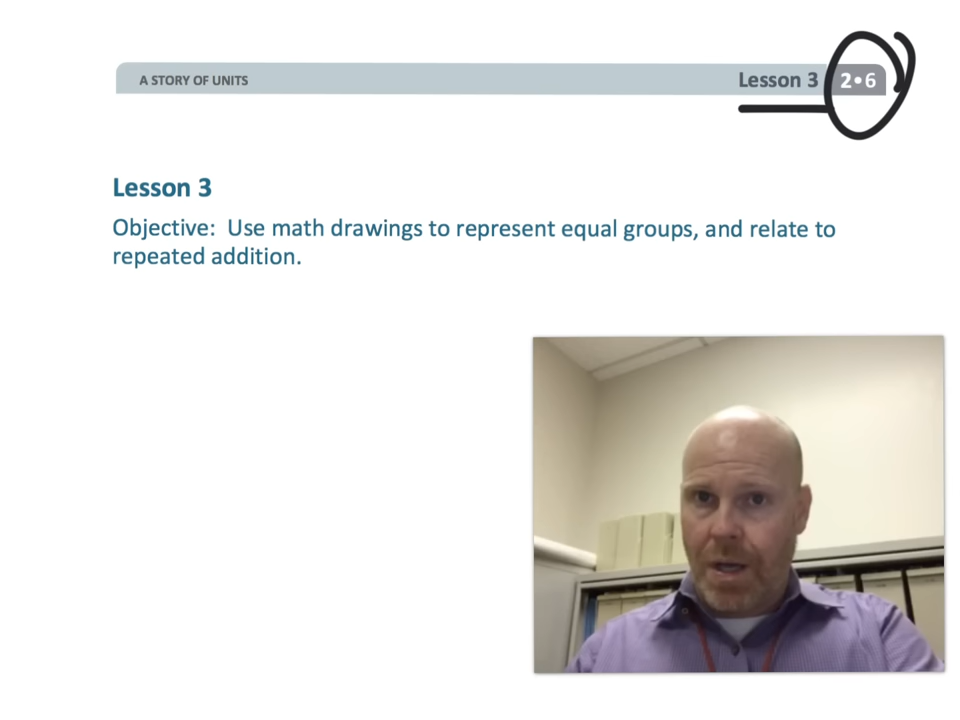 A STORY OF UNITS
Lesson 3 2•6
Lesson 3
Objective: Use math drawings to represent equal groups, and relate to
repeated addition.